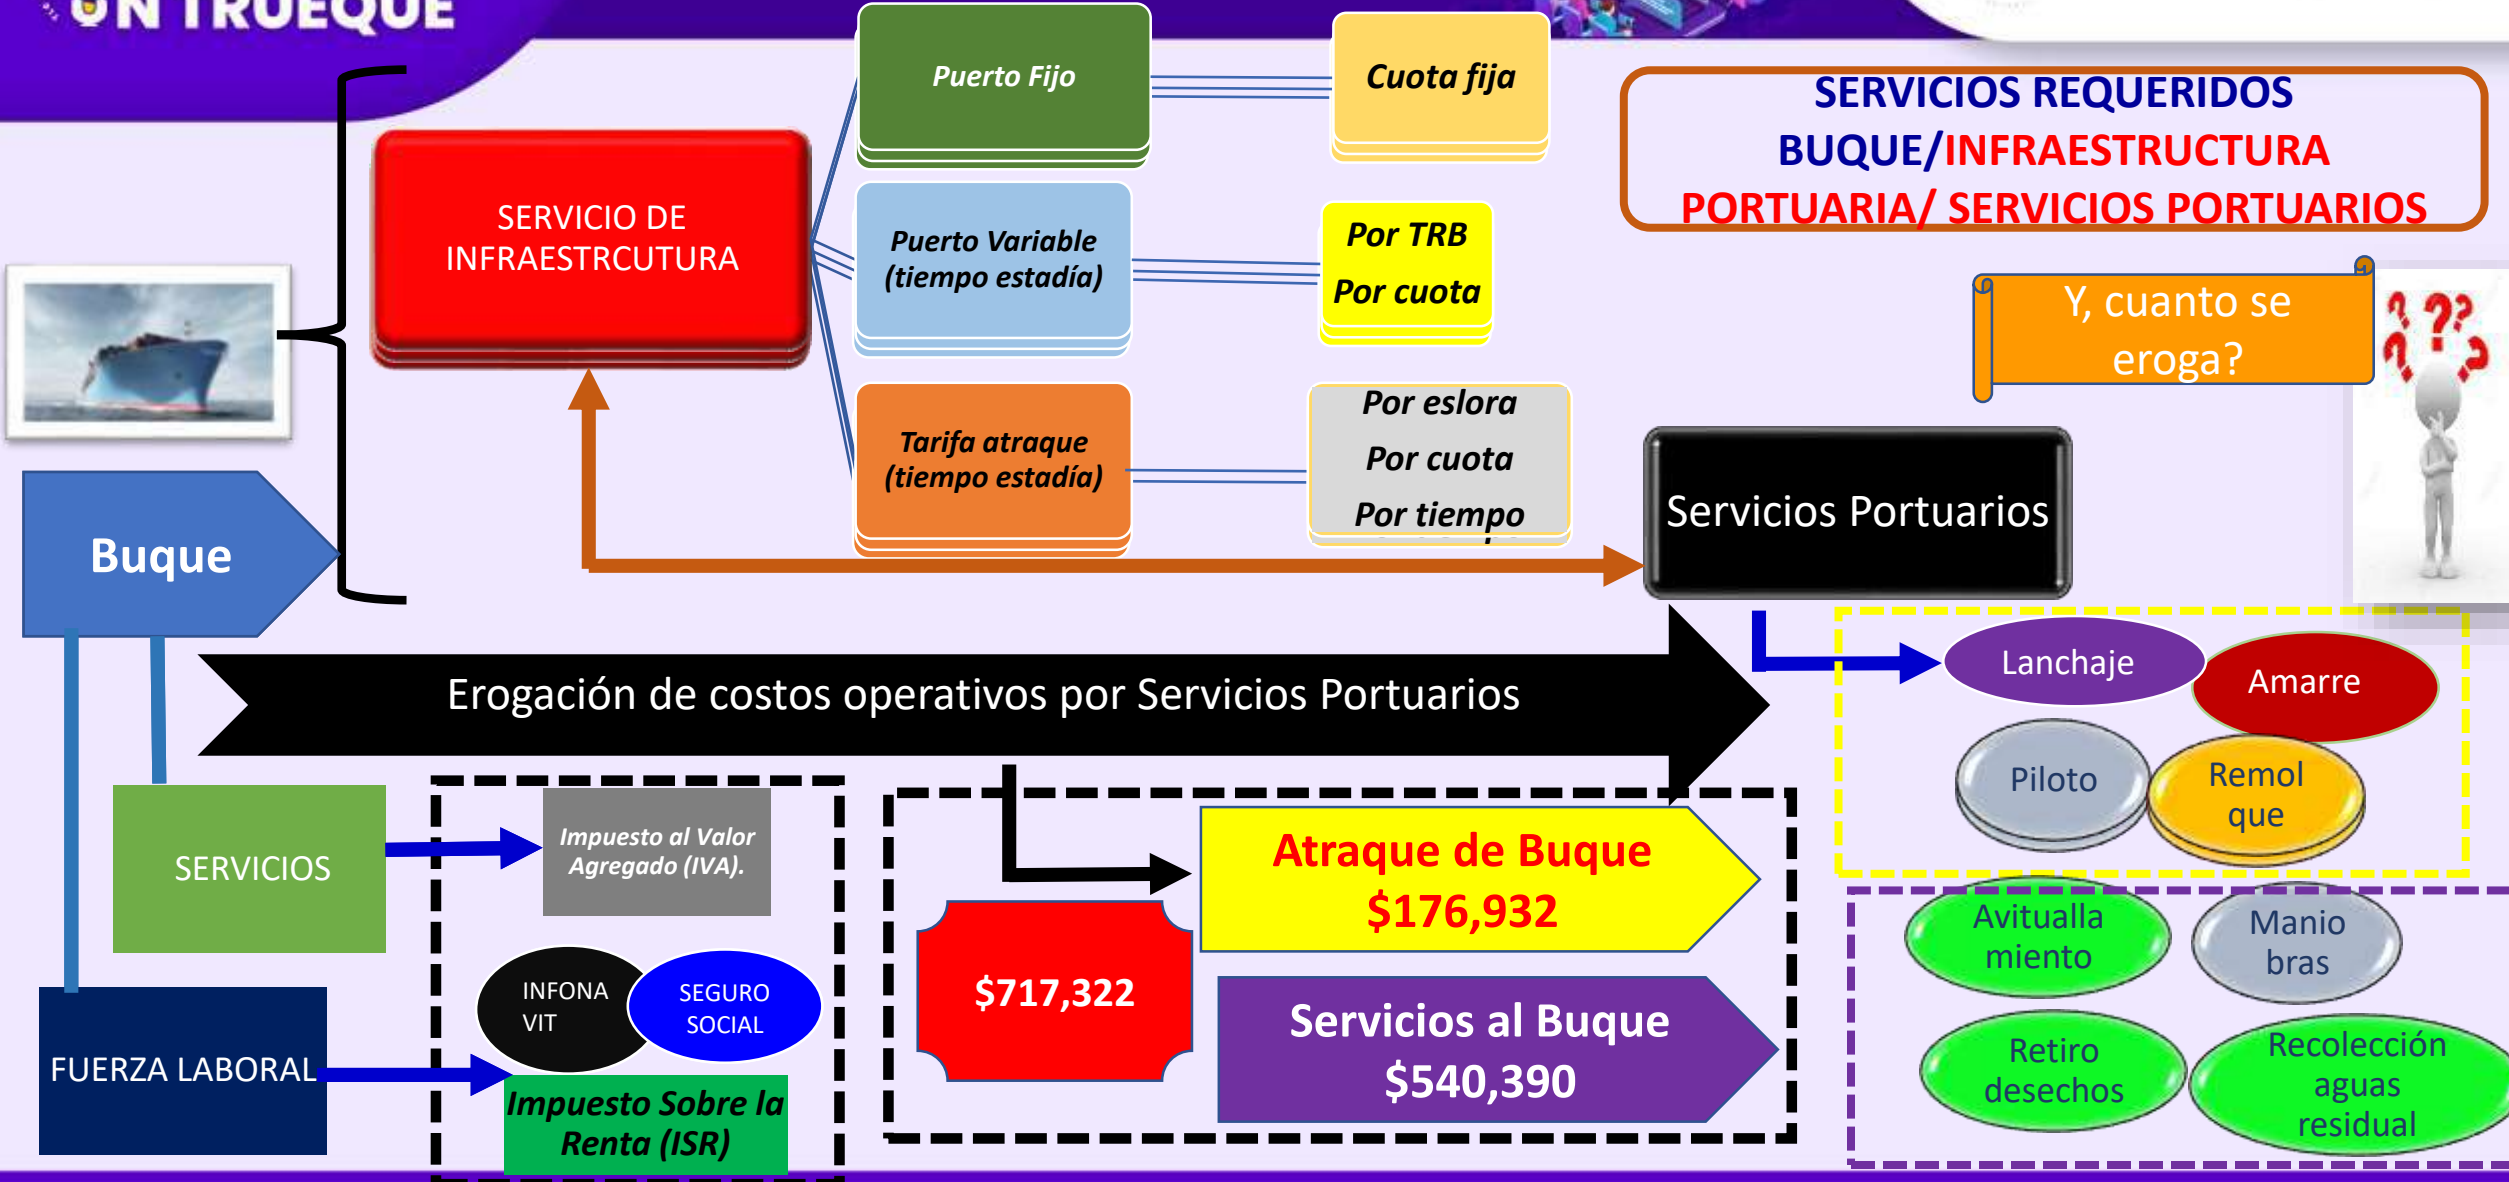 UN TRUEQUE
Puerto Fijo
Cuota fija
SERVICIOS REQUERIDOS
BUQUE/INFRAESTRUCTURA
PORTUARIA/ SERVICIOS PORTUARIOS
SERVICIO DE
INFRAESTRCUTURA
Puerto Variable
(tiempo estadía)
Por TRB
Por cuota
Y, cuanto se
eroga?
Tarifa atraque
(tiempo estadía)
Por eslora
Por cuota
Por tiempo
Servicios Portuarios
Buque
Erogación de costos operativos por Servicios Portuarios
Lanchaje
Amarre
Piloto
Remol
que
SERVICIOS
Impuesto al Valor
Agregado (IVA).
Atraque de Buque
$176,932
$717,322
Servicios al Buque
$540,390
Avitualla
miento
Manio
bras
Retiro
desechos
Recolección
aguas
residual
FUERZA LABORAL
INFONA
VIT
SEGURO
SOCIAL
Impuesto Sobre la
Renta (ISR)